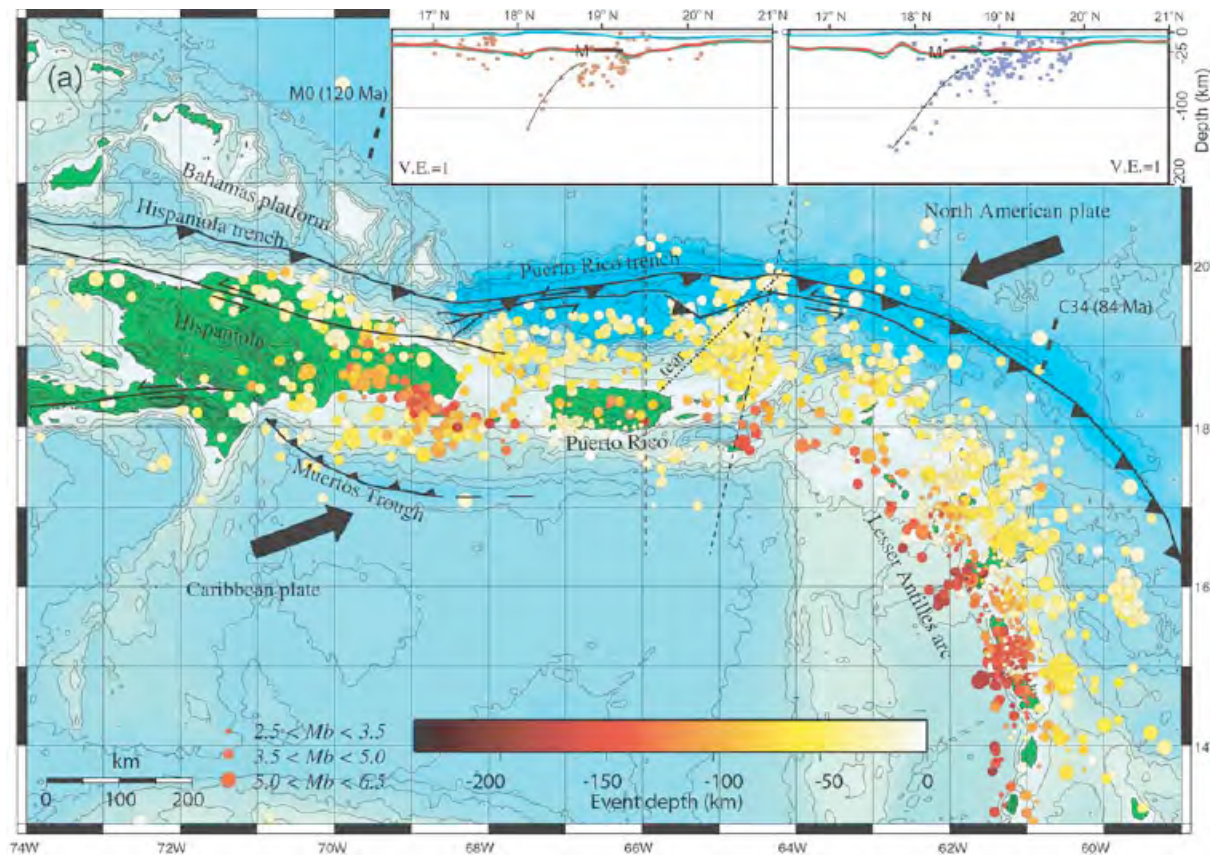 17°N 18°N 19°N 20°N 21°N
17°N 18°N 19°N 20°N 21°N
(a)
M
M
0
-25
-100
200
Depth (km)
V.E.=1
V.E.=1
M0 (120 Ma)
Bahamas platform
Hispaniola trench
North American plate
Puerto Rico trench
C34 (84 Ma)
Hispaniola
tear
Puerto Rico
Muertos Trough
Caribbean plate
Lesser Antilles arc
20
19
18
17
16
15
14
2.5 < Mb < 3.5
3.5 < Mb < 5.0
5.0 < Mb < 6.5
km
0 100 200
-200 -150 -100 -50 0
Event depth (km)
74W 72W 70W 68W 66W 64W 62W 60W